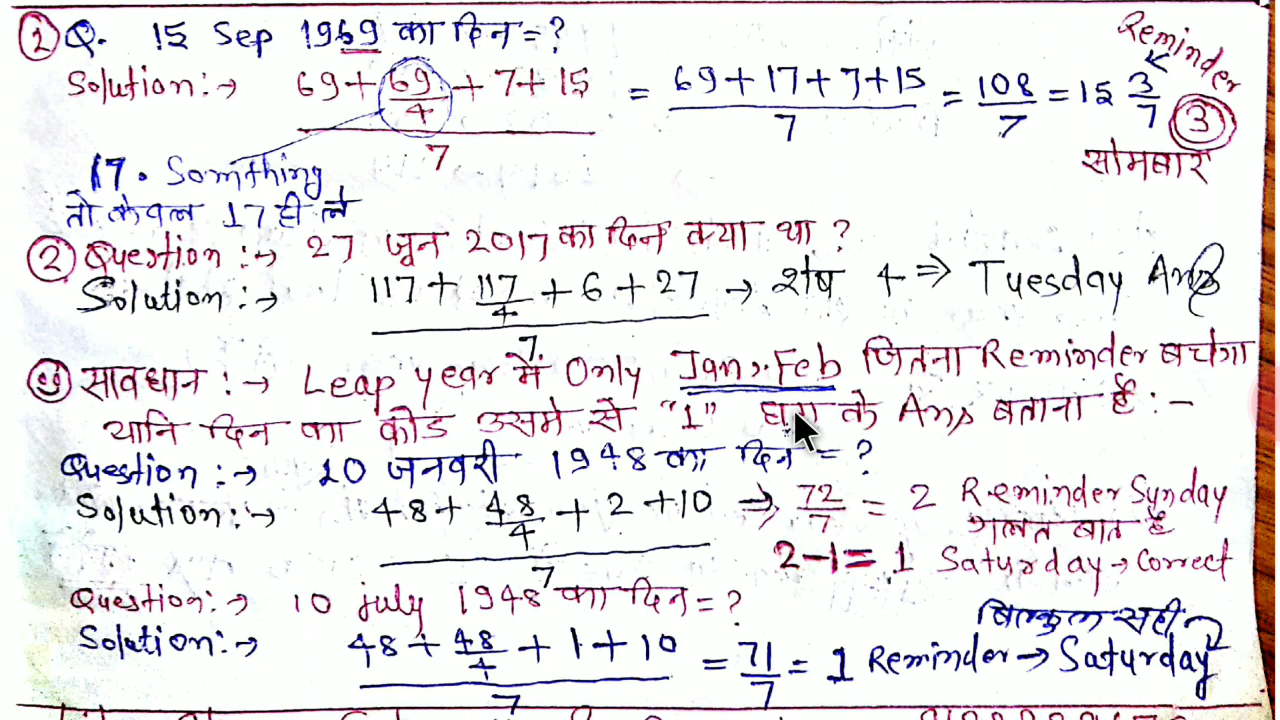 ① Q. 15 Sep 1969 का दिन = ?
Solution :→ (69 + 69/4 + 7 + 15)/7 = (69+17+7+15)/7 = 108/7 = 15 3/7 Reminder ③
सोमबार
17. Somthing
तो केवल 17 ही ले
② Question :→ 27 जून 2017 का दिन क्या था ?
Solution :→ (117 + 117/4 + 6 + 27)/7 → शेष 4 ⇒ Tuesday Ans
सावधान :→ Leap year में Only Jan, Feb जितना Reminder बचेगा
यानि दिन का कोड उसमे से "1" घटा के Ans बताना है :-
Question :→ 10 जनवरी 1948 का दिन = ?
Solution :→ (48 + 48/4 + 2 + 10)/7 → 72/7 = 2 Reminder Synday
गलत बात है
2-1= 1 Saturday → Correct
Question :→ 10 july 1948 का दिन = ?
बिल्कुल सही
Solution :→ (48 + 48/4 + 1 + 10)/7 = 71/7 = 1 Reminder → Saturday